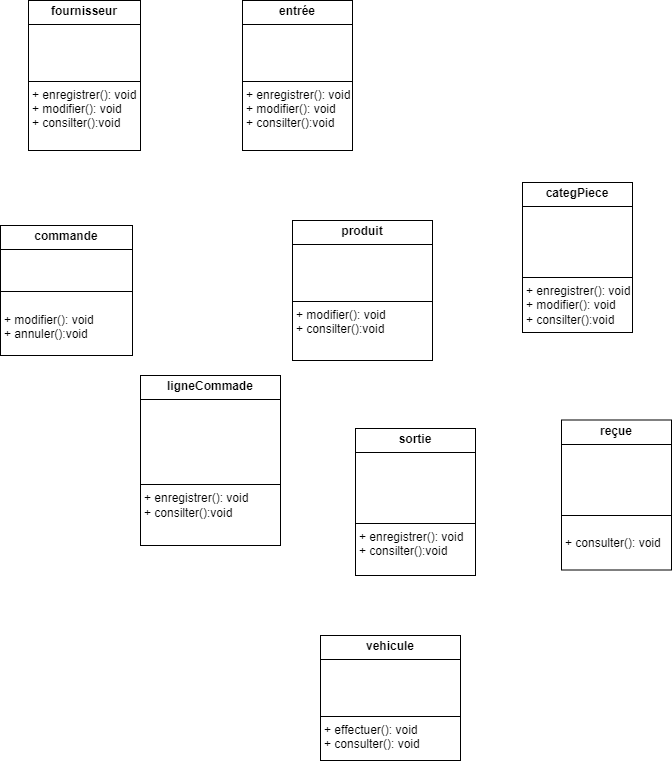 fournisseur
+ enregistrer(): void
+ modifier(): void
+ consilter():void
entrée
+ enregistrer(): void
+ modifier(): void
+ consilter():void
categPiece
+ enregistrer(): void
+ modifier(): void
+ consilter():void
commande
+ modifier(): void
+ annuler():void
produit
+ modifier(): void
+ consilter():void
ligneCommade
+ enregistrer(): void
+ consilter():void
sortie
+ enregistrer(): void
+ consilter():void
reçue
+ consulter(): void
vehicule
+ effectuer(): void
+ consulter(): void